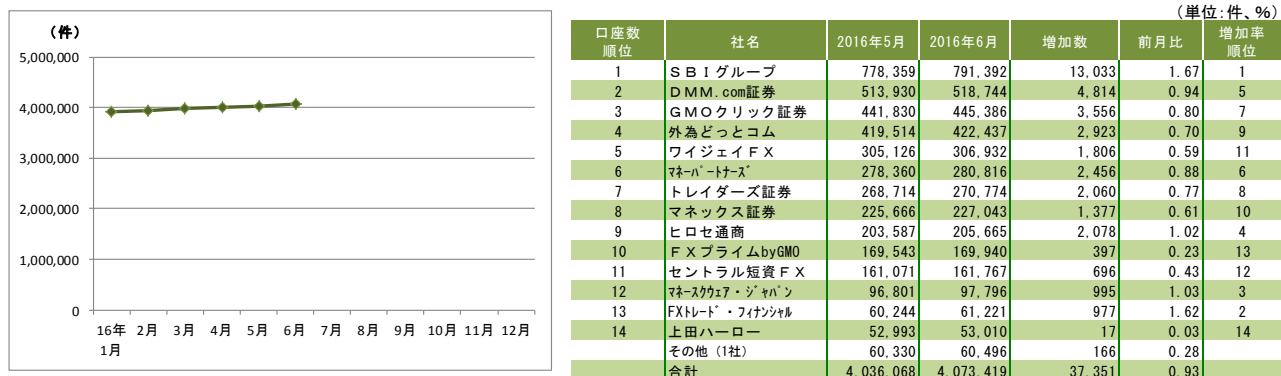 (単位:件、%)
(件)
5,000,000
4,000,000
3,000,000
2,000,000
1,000,000
0
16年 2月 3月 4月 5月 6月 7月 8月 9月 10月 11月 12月
1月
口座数順位 社名 2016年5月 2016年6月 増加数 前月比 増加率順位
1 SBIグループ 778,359 791,392 13,033 1.67 1
2 DMM.com証券 513,930 518,744 4,814 0.94 5
3 GMOクリック証券 441,830 445,386 3,556 0.80 7
4 外為どっとコム 419,514 422,437 2,923 0.70 9
5 ワイジェイFX 305,126 306,932 1,806 0.59 11
6 マネーパートナーズ 278,360 280,816 2,456 0.88 6
7 トレイダーズ証券 268,714 270,774 2,060 0.77 8
8 マネックス証券 225,666 227,043 1,377 0.61 10
9 ヒロセ通商 203,587 205,665 2,078 1.02 4
10 FXプライムbyGMO 169,543 169,940 397 0.23 13
11 セントラル短資FX 161,071 161,767 696 0.43 12
12 マネースクウェア・ジャパン 96,801 97,796 995 1.03 3
13 FXトレード・フィナンシャル 60,244 61,221 977 1.62 2
14 上田ハーロー 52,993 53,010 17 0.03 14
その他(1社) 60,330 60,496 166 0.28
合計 4,036,068 4,073,419 37,351 0.93